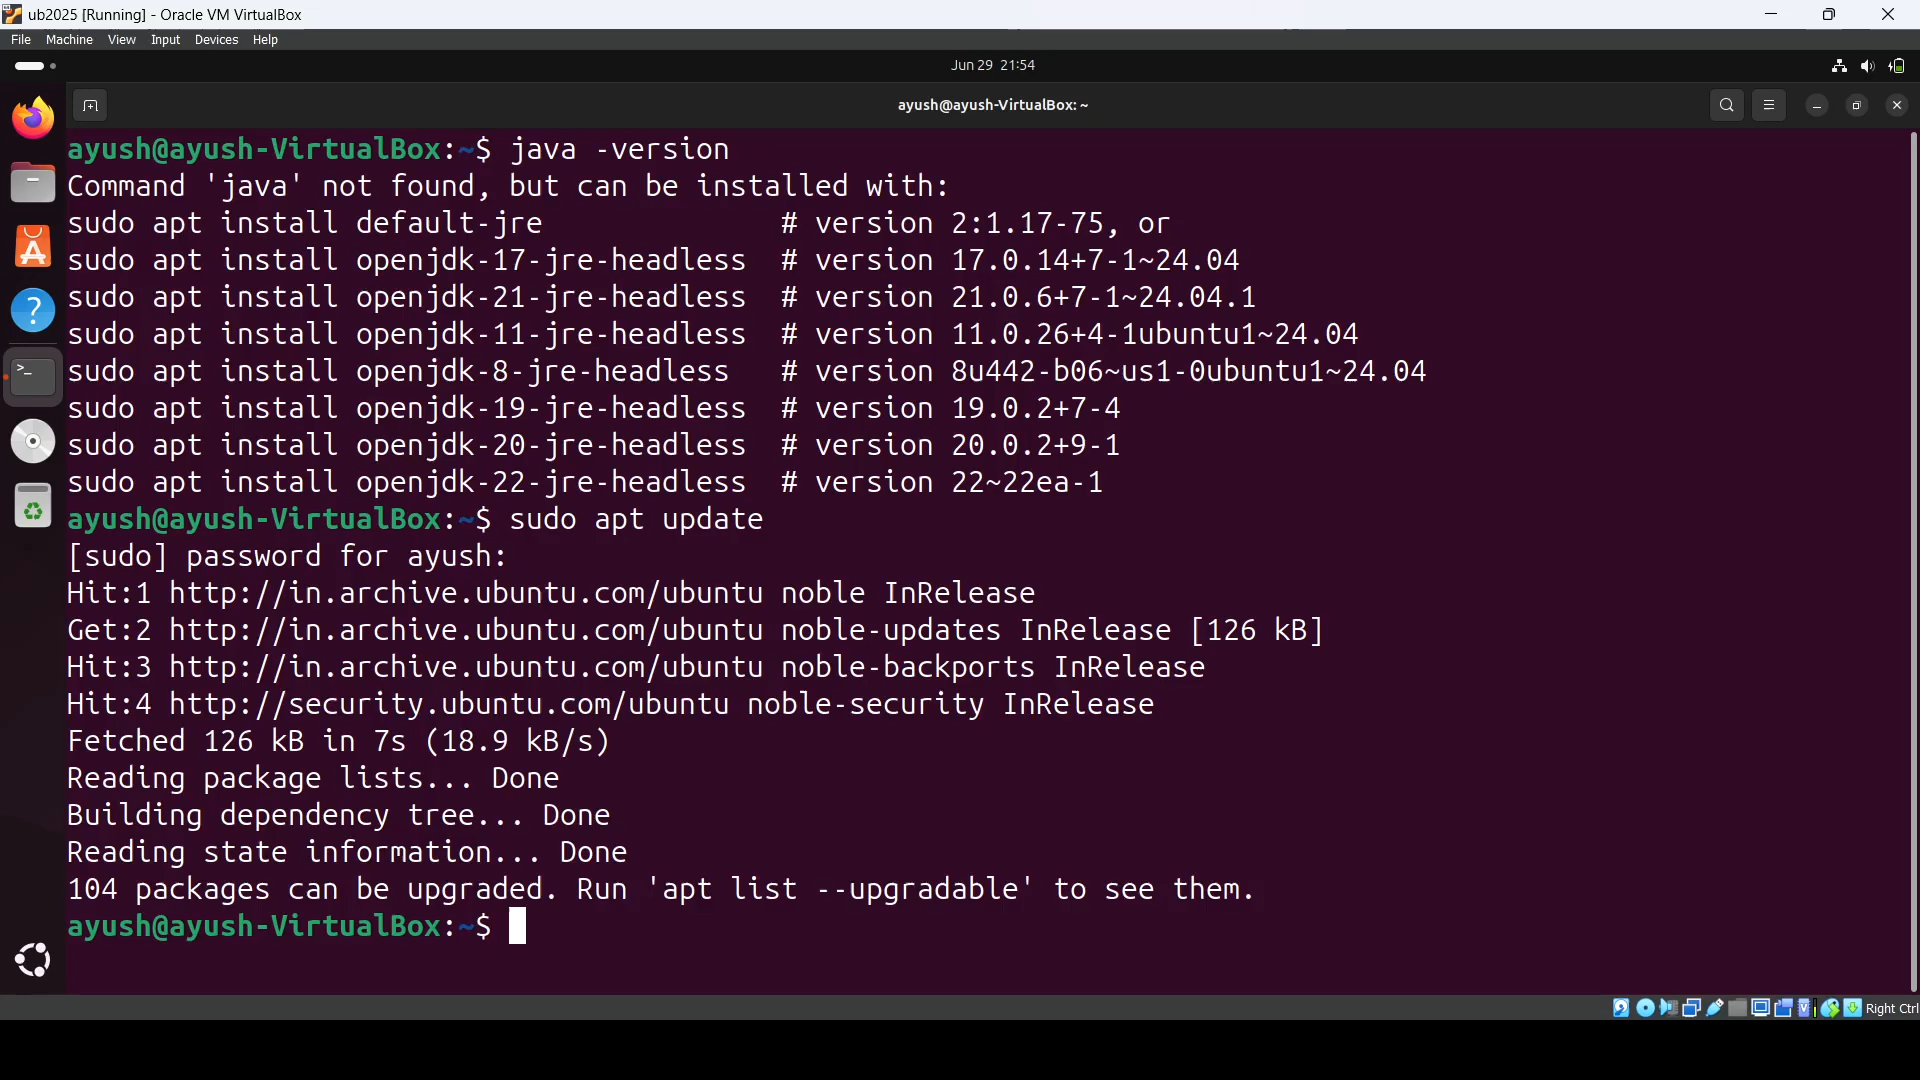 ub2025 [Running] - Oracle VM VirtualBox
File Machine View Input Devices Help
Jun 29 21:54
ayush@ayush-VirtualBox: ~
ayush@ayush-VirtualBox:~$ java -version
Command 'java' not found, but can be installed with:
sudo apt install default-jre              # version 2:1.17-75, or
sudo apt install openjdk-17-jre-headless  # version 17.0.14+7-1~24.04
sudo apt install openjdk-21-jre-headless  # version 21.0.6+7-1~24.04.1
sudo apt install openjdk-11-jre-headless  # version 11.0.26+4-1ubuntu1~24.04
sudo apt install openjdk-8-jre-headless   # version 8u442-b06~us1-0ubuntu1~24.04
sudo apt install openjdk-19-jre-headless  # version 19.0.2+7-4
sudo apt install openjdk-20-jre-headless  # version 20.0.2+9-1
sudo apt install openjdk-22-jre-headless  # version 22~22ea-1
ayush@ayush-VirtualBox:~$ sudo apt update
[sudo] password for ayush:
Hit:1 http://in.archive.ubuntu.com/ubuntu noble InRelease
Get:2 http://in.archive.ubuntu.com/ubuntu noble-updates InRelease [126 kB]
Hit:3 http://in.archive.ubuntu.com/ubuntu noble-backports InRelease
Hit:4 http://security.ubuntu.com/ubuntu noble-security InRelease
Fetched 126 kB in 7s (18.9 kB/s)
Reading package lists... Done
Building dependency tree... Done
Reading state information... Done
104 packages can be upgraded. Run 'apt list --upgradable' to see them.
ayush@ayush-VirtualBox:~$
Right Ctrl